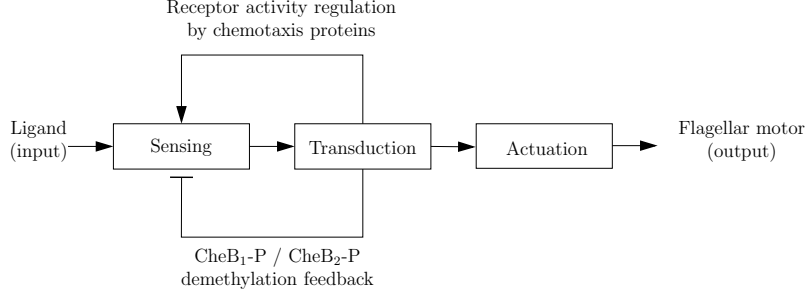 Receptor activity regulation
by chemotaxis proteins
Ligand
(input)
Sensing
Transduction
Actuation
Flagellar motor
(output)
CheB₁-P / CheB₂-P
demethylation feedback